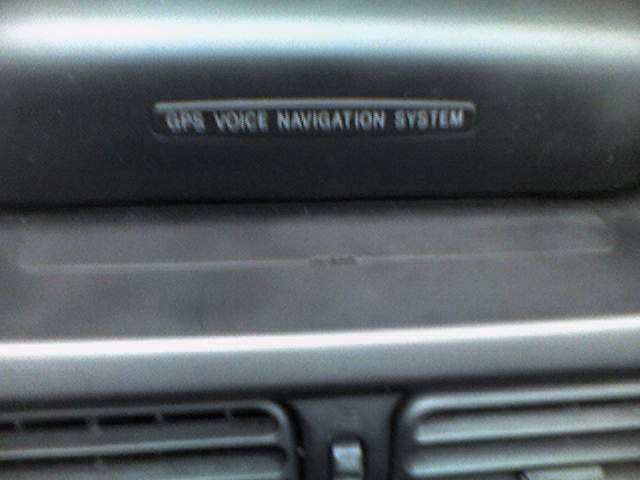 GPS VOICE NAVIGATION SYSTEM